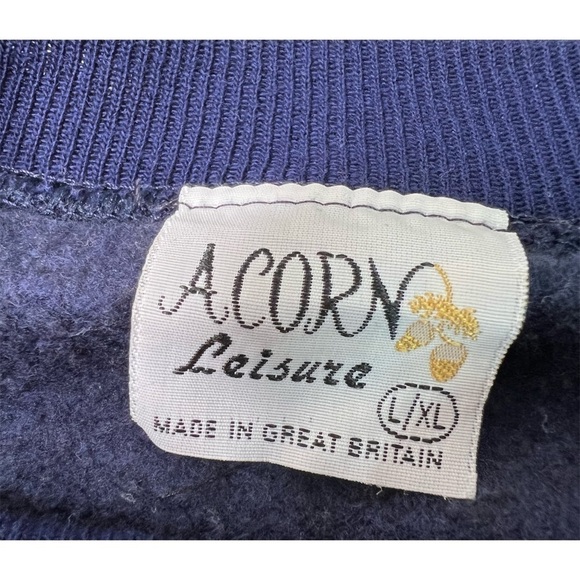 ACORN
Leisure
L/XL
MADE IN GREAT BRITAIN